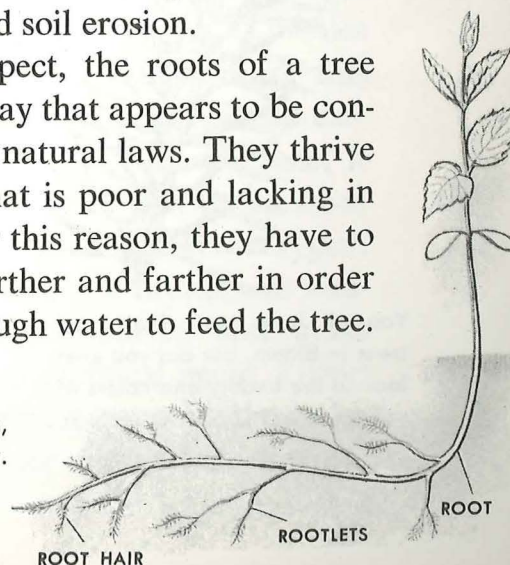 d soil erosion.
pect, the roots of a tree
ay that appears to be con-
natural laws. They thrive
at is poor and lacking in
this reason, they have to
rther and farther in order
ugh water to feed the tree.
,
.
ROOT
ROOTLETS
ROOT HAIR